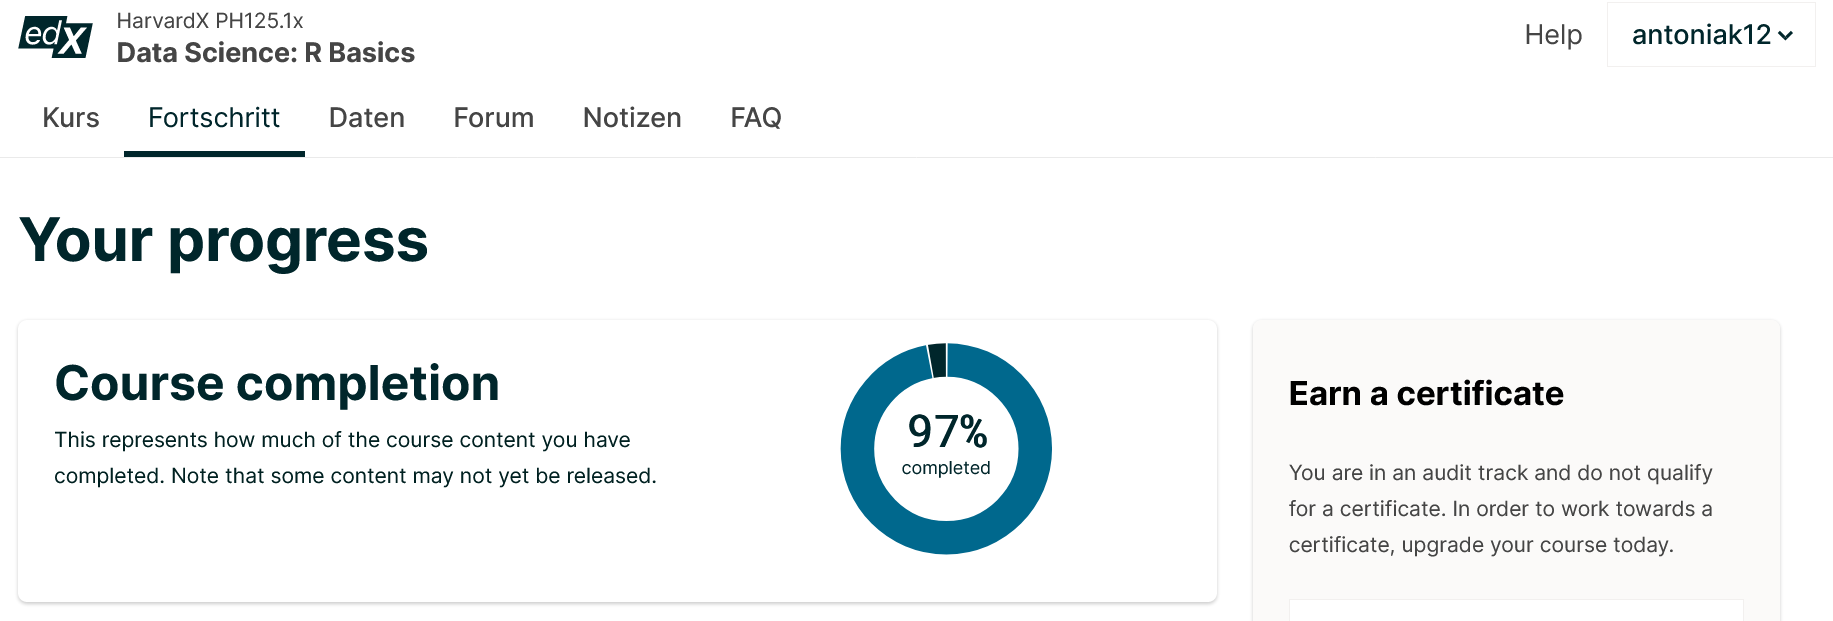 edX
HarvardX PH125.1x
Data Science: R Basics
Help
antoniak12
Kurs
Fortschritt
Daten
Forum
Notizen
FAQ
Your progress
Course completion
This represents how much of the course content you have
completed. Note that some content may not yet be released.
97%
completed
Earn a certificate
You are in an audit track and do not qualify
for a certificate. In order to work towards a
certificate, upgrade your course today.